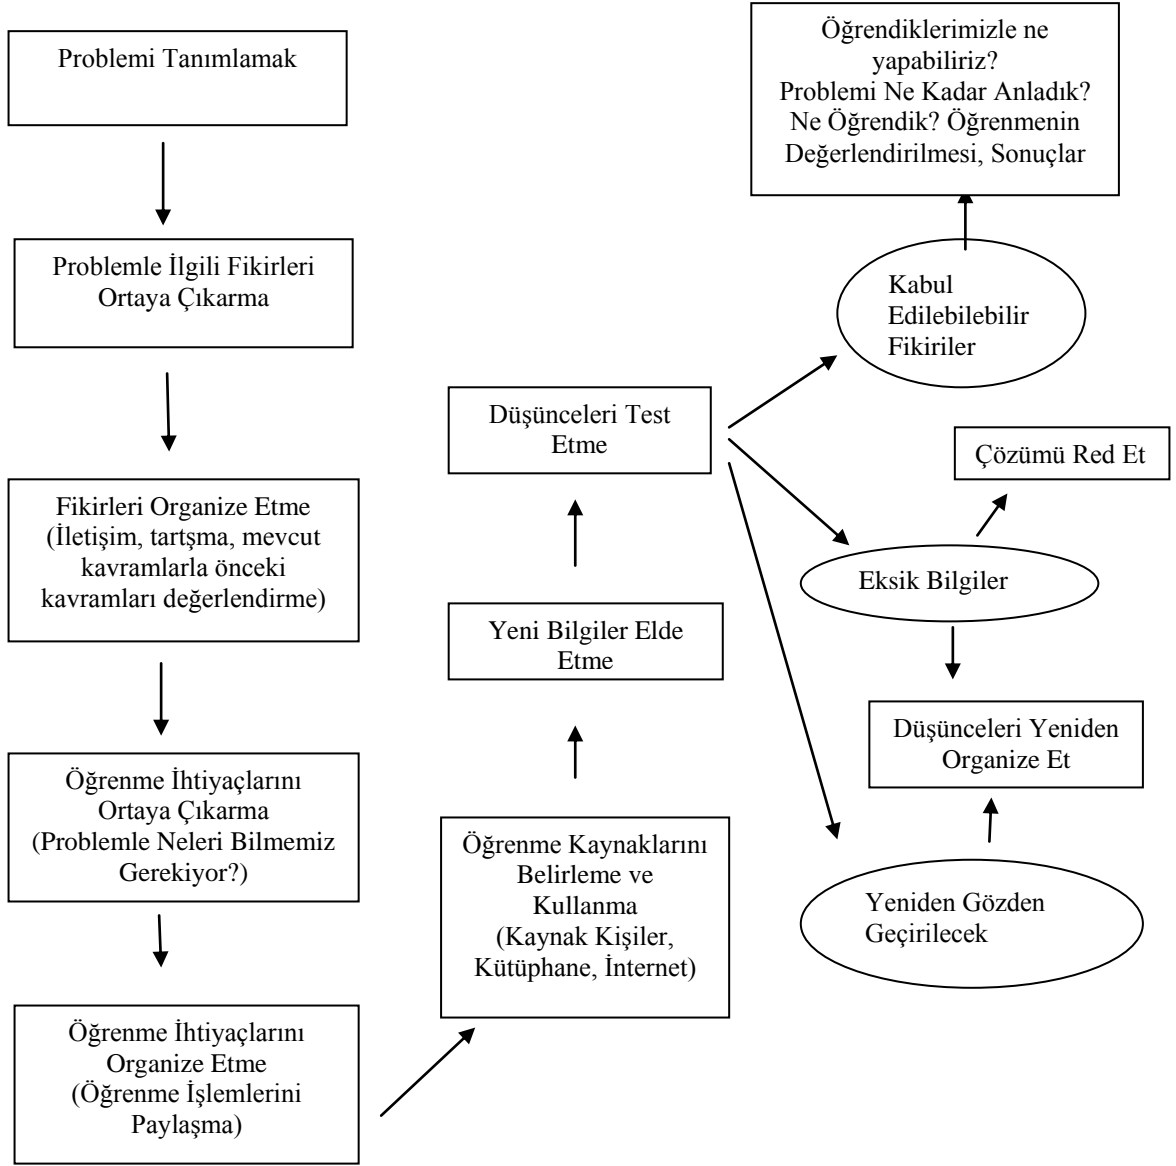 Problemi Tanımlamak
Problemle İlgili Fikirleri
Ortaya Çıkarma
Fikirleri Organize Etme
(İletişim, tartşma, mevcut
kavramlarla önceki
kavramları değerlendirme)
Öğrenme İhtiyaçlarını
Ortaya Çıkarma
(Problemle Neleri Bilmemiz
Gerekiyor?)
Öğrenme İhtiyaçlarını
Organize Etme
(Öğrenme İşlemlerini
Paylaşma)
Öğrenme Kaynaklarını
Belirleme ve
Kullanma
(Kaynak Kişiler,
Kütüphane, İnternet)
Yeni Bilgiler Elde
Etme
Düşünceleri Test
Etme
Öğrendiklerimizle ne
yapabiliriz?
Problemi Ne Kadar Anladık?
Ne Öğrendik? Öğrenmenin
Değerlendirilmesi, Sonuçlar
Kabul
Edilebilebilir
Fikiriler
Çözümü Red Et
Eksik Bilgiler
Düşünceleri Yeniden
Organize Et
Yeniden Gözden
Geçirilecek